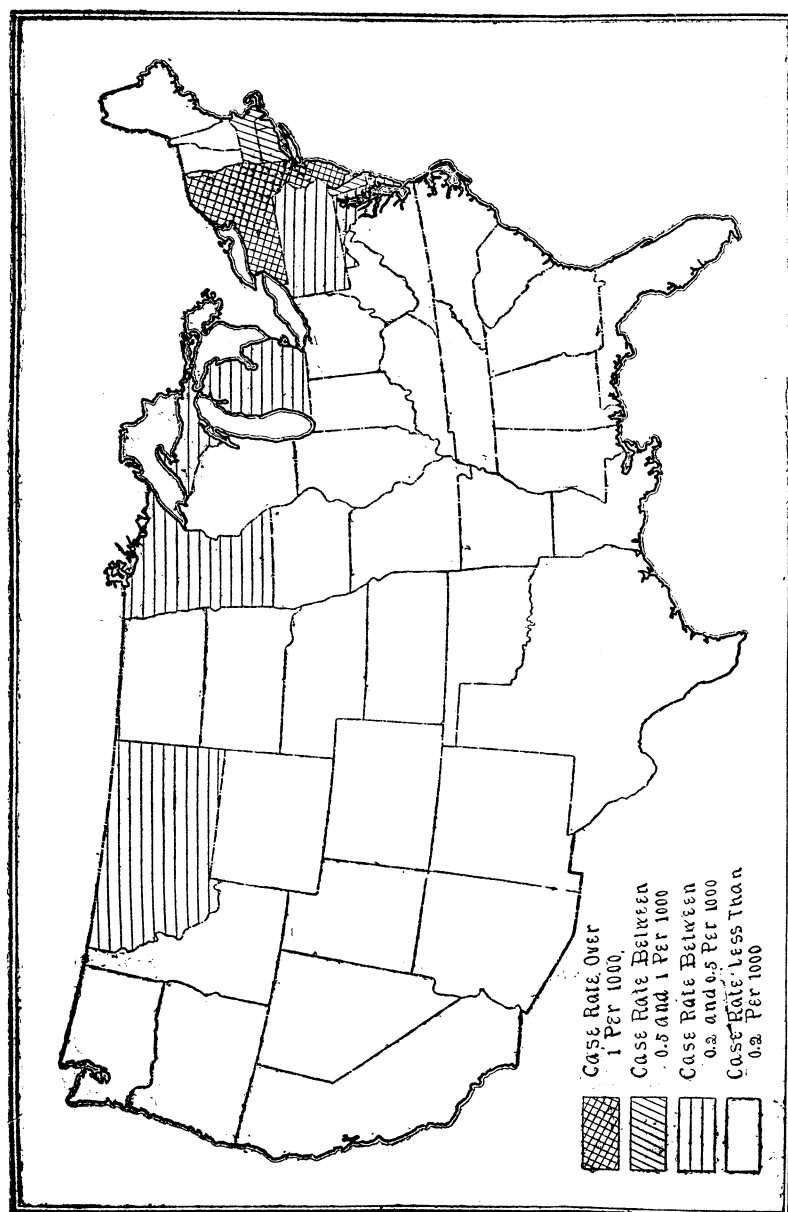 Case Rate Over
1 Per 1000,
Case Rate Between
0.5 and 1 Per 1000
Case Rate Between
0.2 and 0.5 Per 1000
Case Rate Less Than
0.2 Per 1000